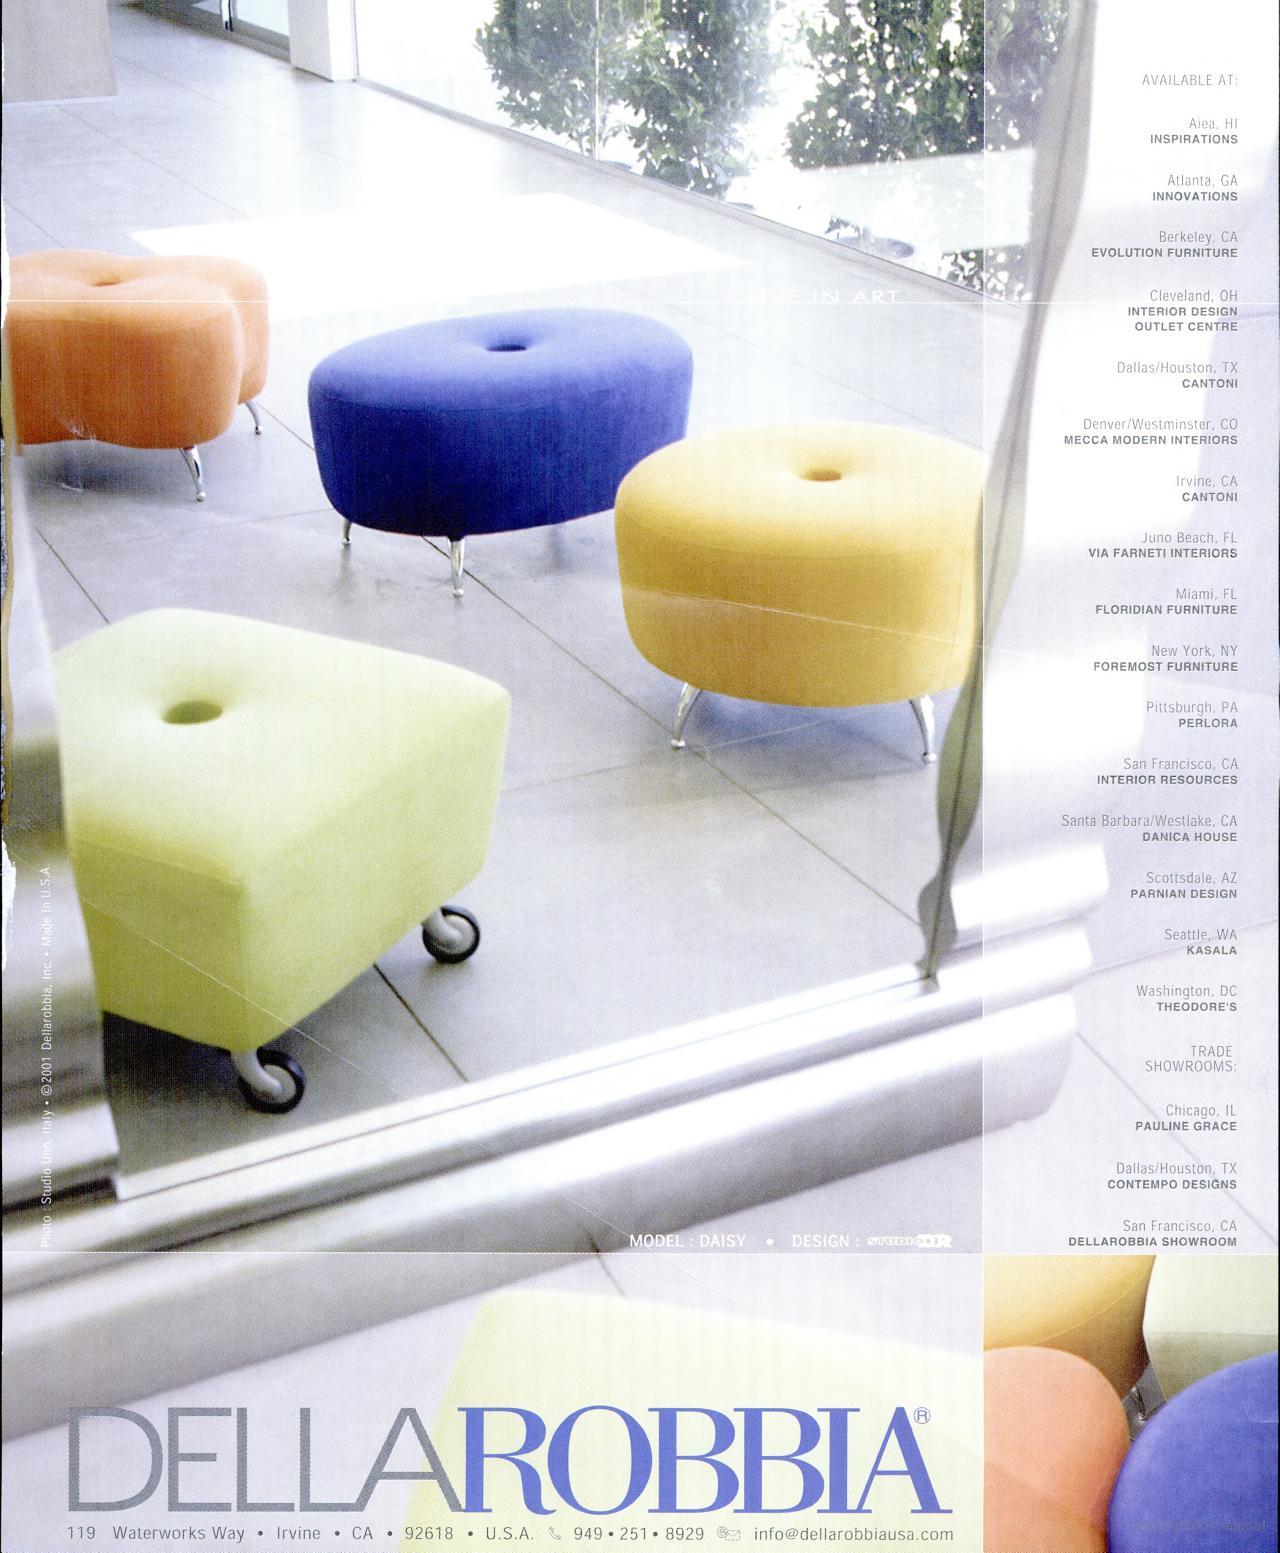 AVAILABLE AT:
Aiea, HI
INSPIRATIONS
Atlanta, GA
INNOVATIONS
Berkeley, CA
EVOLUTION FURNITURE
LIVE IN ART
Cleveland, OH
INTERIOR DESIGN
OUTLET CENTRE
Dallas/Houston, TX
CANTONI
Denver/Westminster, CO
MECCA MODERN INTERIORS
Irvine, CA
CANTONI
Juno Beach, FL
VIA FARNETI INTERIORS
Miami, FL
FLORIDIAN FURNITURE
New York, NY
FOREMOST FURNITURE
Pittsburgh, PA
PERLORA
San Francisco, CA
INTERIOR RESOURCES
Santa Barbara/Westlake, CA
DANICA HOUSE
Scottsdale, AZ
PARNIAN DESIGN
Seattle, WA
KASALA
Washington, DC
THEODORE'S
TRADE
SHOWROOMS:
Chicago, IL
PAULINE GRACE
Dallas/Houston, TX
CONTEMPO DESIGNS
San Francisco, CA
DELLAROBBIA SHOWROOM
Photo : Studio Uno, Italy • ©2001 Dellarobbia, Inc. • Made In U.S.A
MODEL : DAISY • DESIGN : STUDIO DR
DELLAROBBIA®
119 Waterworks Way • Irvine • CA • 92618 • U.S.A. 949•251•8929 info@dellarobbiausa.com